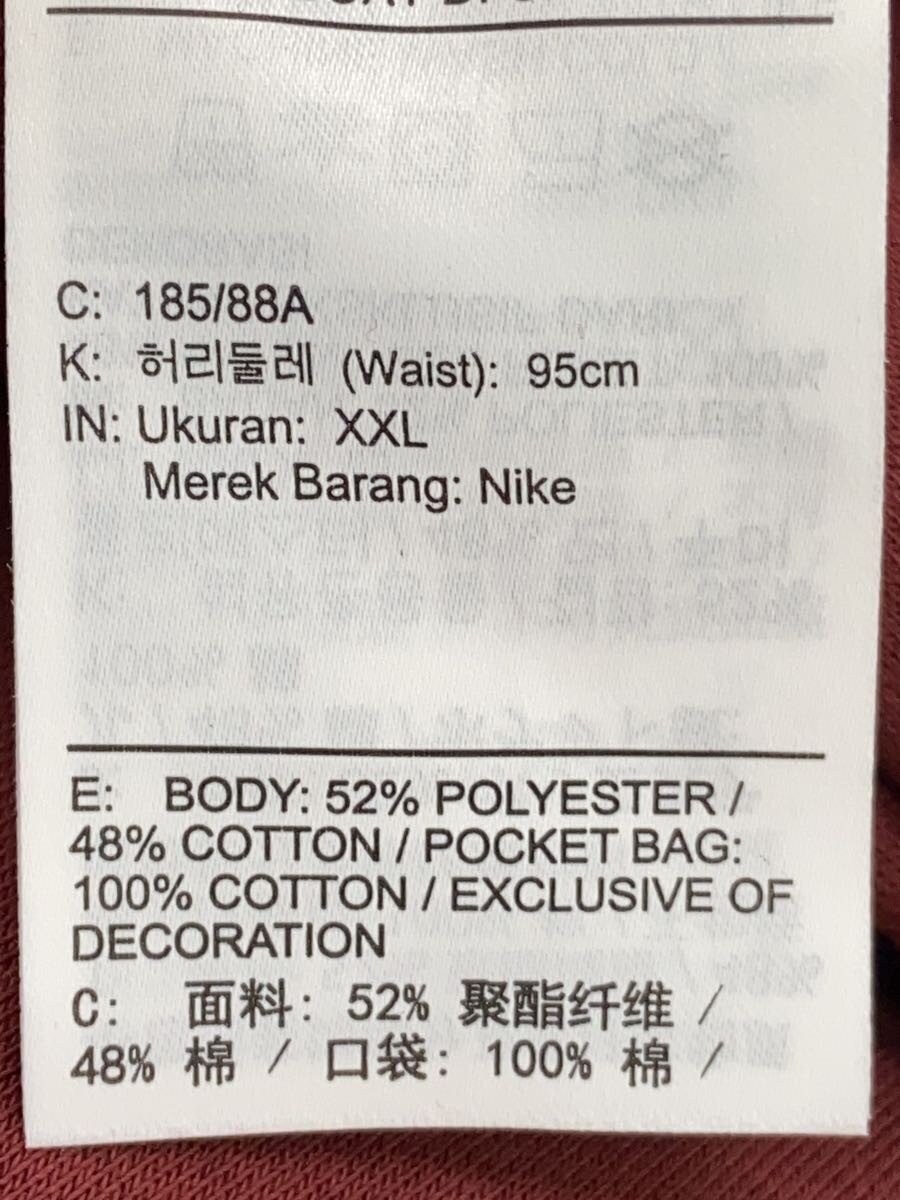 C: 185/88A
K: 허리둘레 (Waist): 95cm
IN: Ukuran: XXL
Merek Barang: Nike
E: BODY: 52% POLYESTER /
48% COTTON / POCKET BAG:
100% COTTON / EXCLUSIVE OF
DECORATION
C: 面料: 52% 聚酯纤维 /
48% 棉 / 口袋: 100% 棉 /